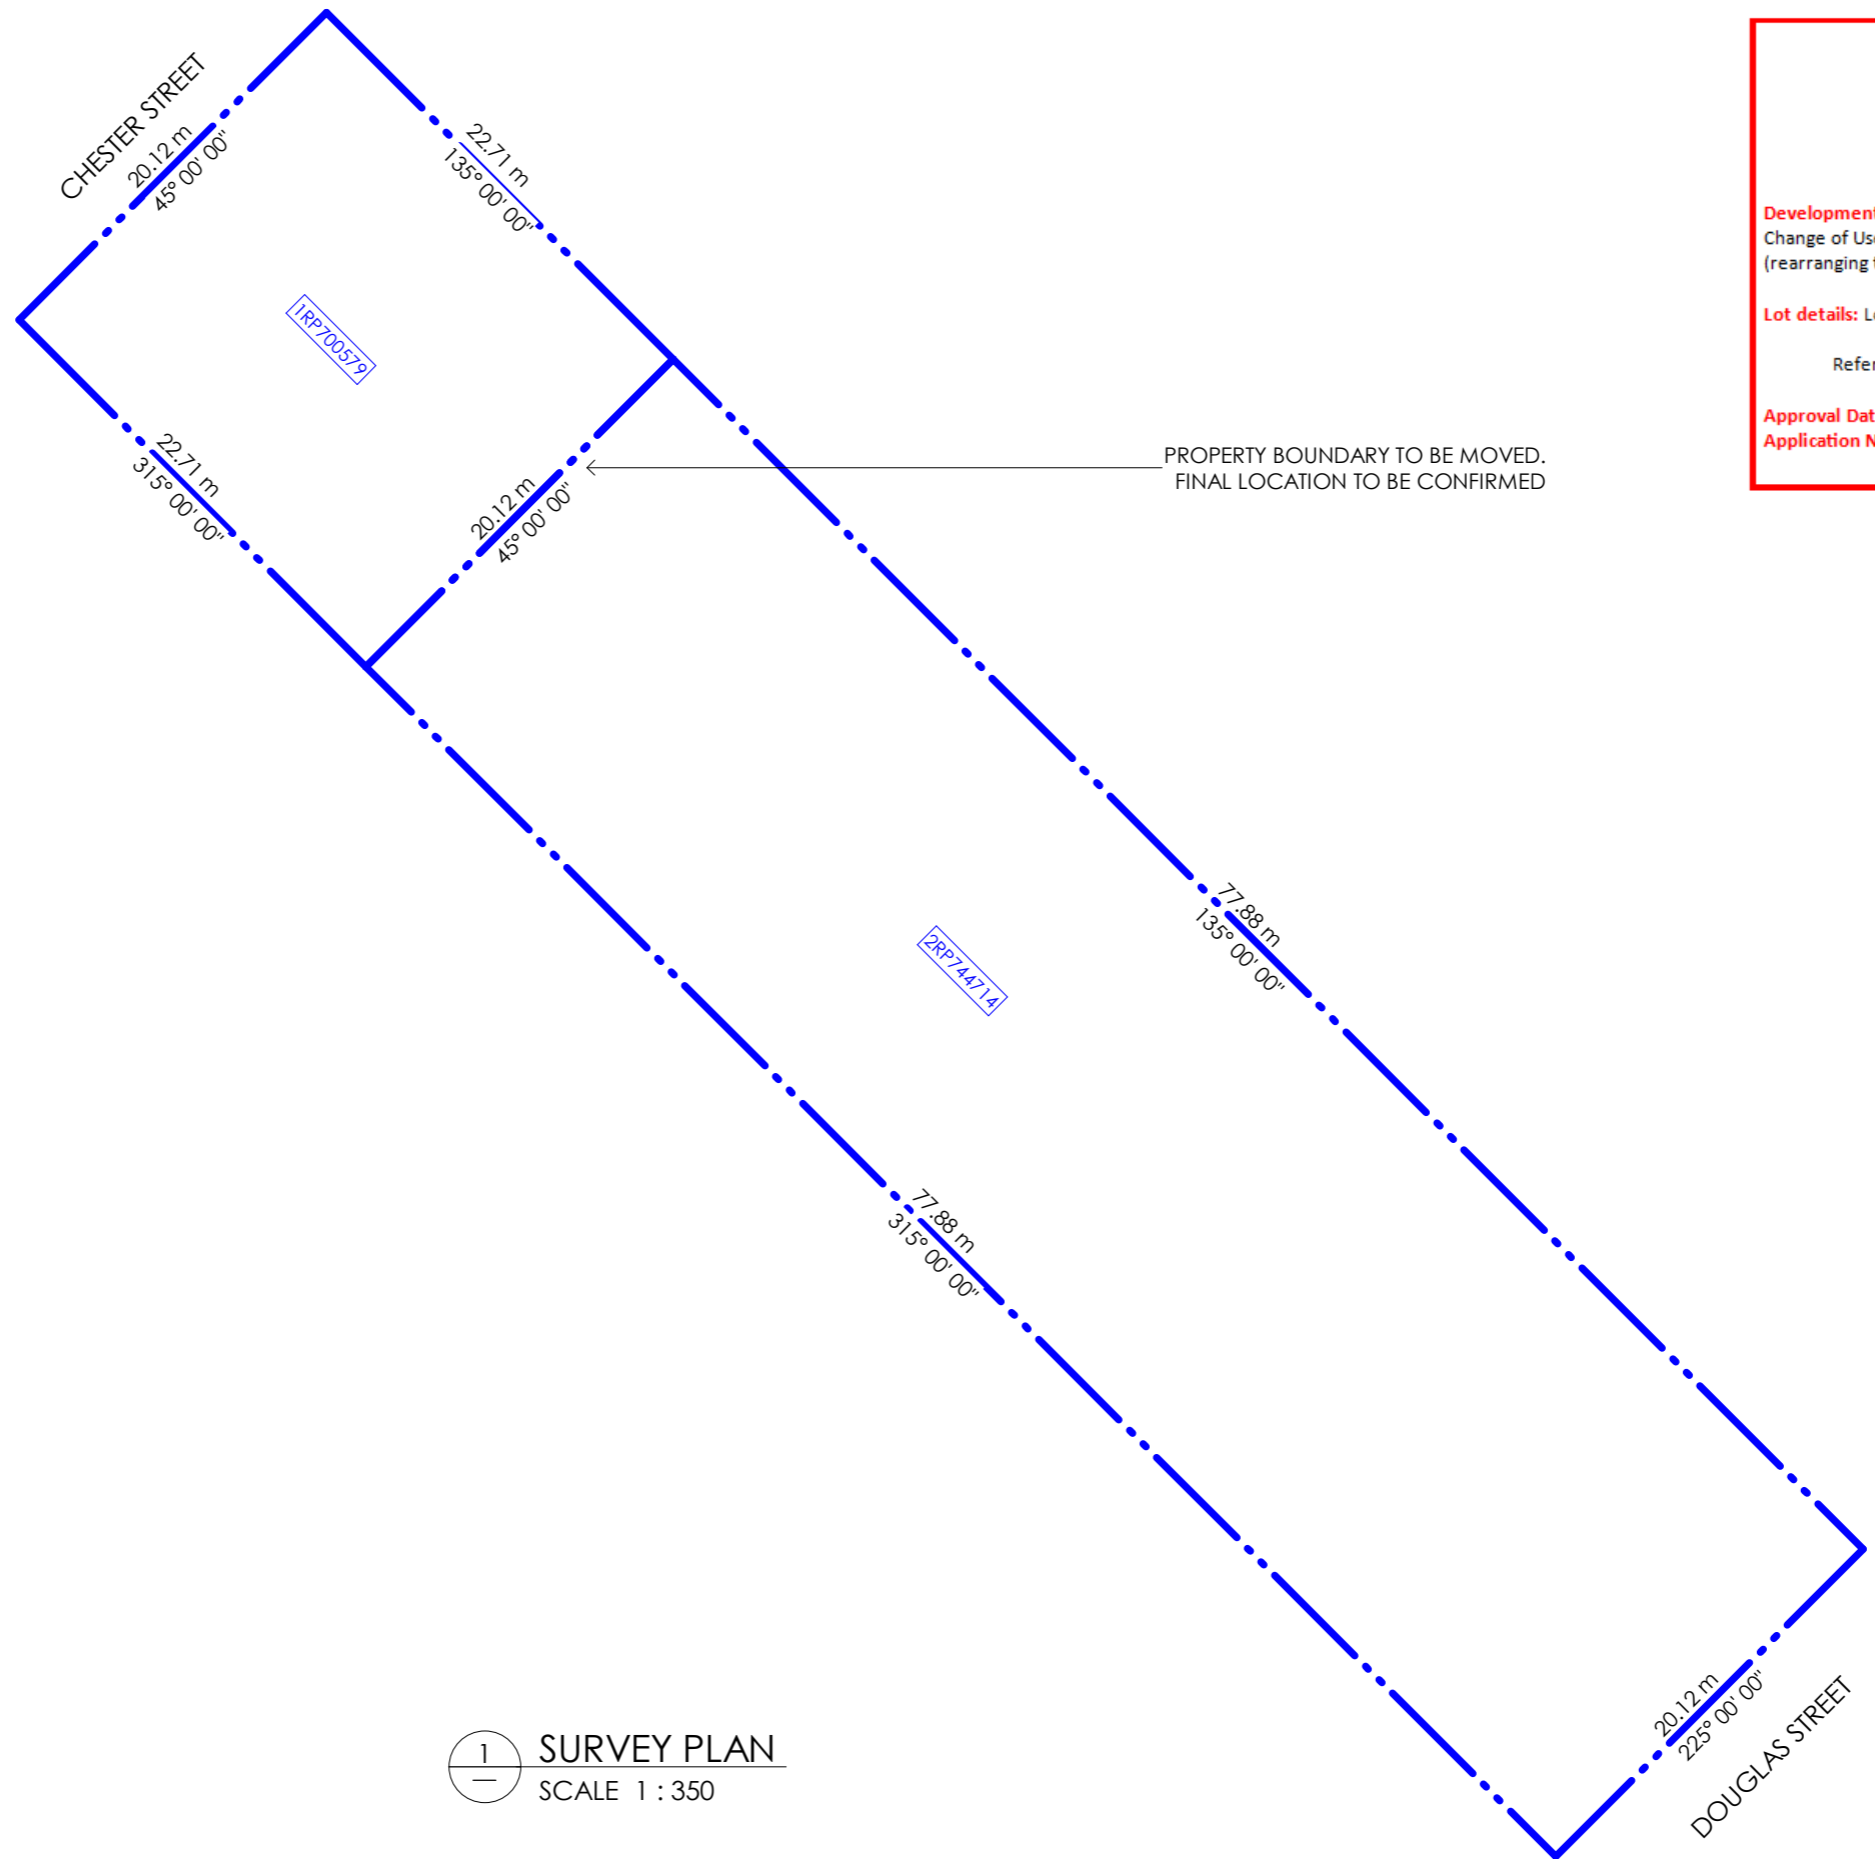 CHESTER STREET
20.12 m
45° 00' 00"
22.71 m
135° 00' 00"
1RP700579
22.71 m
315° 00' 00"
20.12 m
45° 00' 00"
PROPERTY BOUNDARY TO BE MOVED.
FINAL LOCATION TO BE CONFIRMED
Development
Change of Us
(rearranging
Lot details: L
Refer
Approval Dat
Application N
77.88 m
135° 00' 00"
2RP744714
77.88 m
315° 00' 00"
20.12 m
225° 00' 00"
DOUGLAS STREET
1
SURVEY PLAN
SCALE 1 : 350